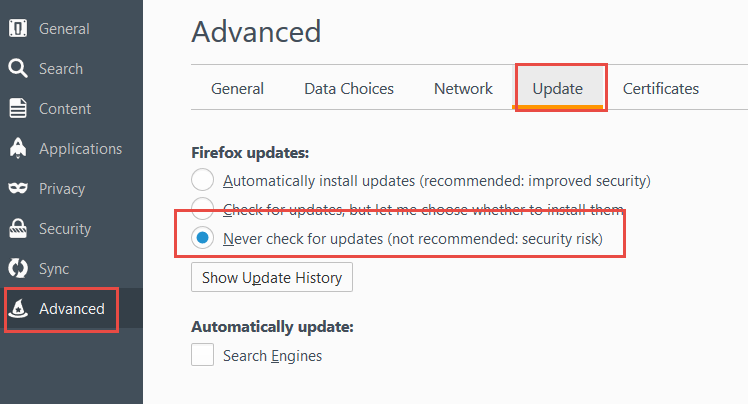 General
Search
Content
Applications
Privacy
Security
Sync
Advanced
Advanced
General Data Choices Network Update Certificates
Firefox updates:
Automatically install updates (recommended: improved security)
Check for updates, but let me choose whether to install them
Never check for updates (not recommended: security risk)
Show Update History
Automatically update:
Search Engines